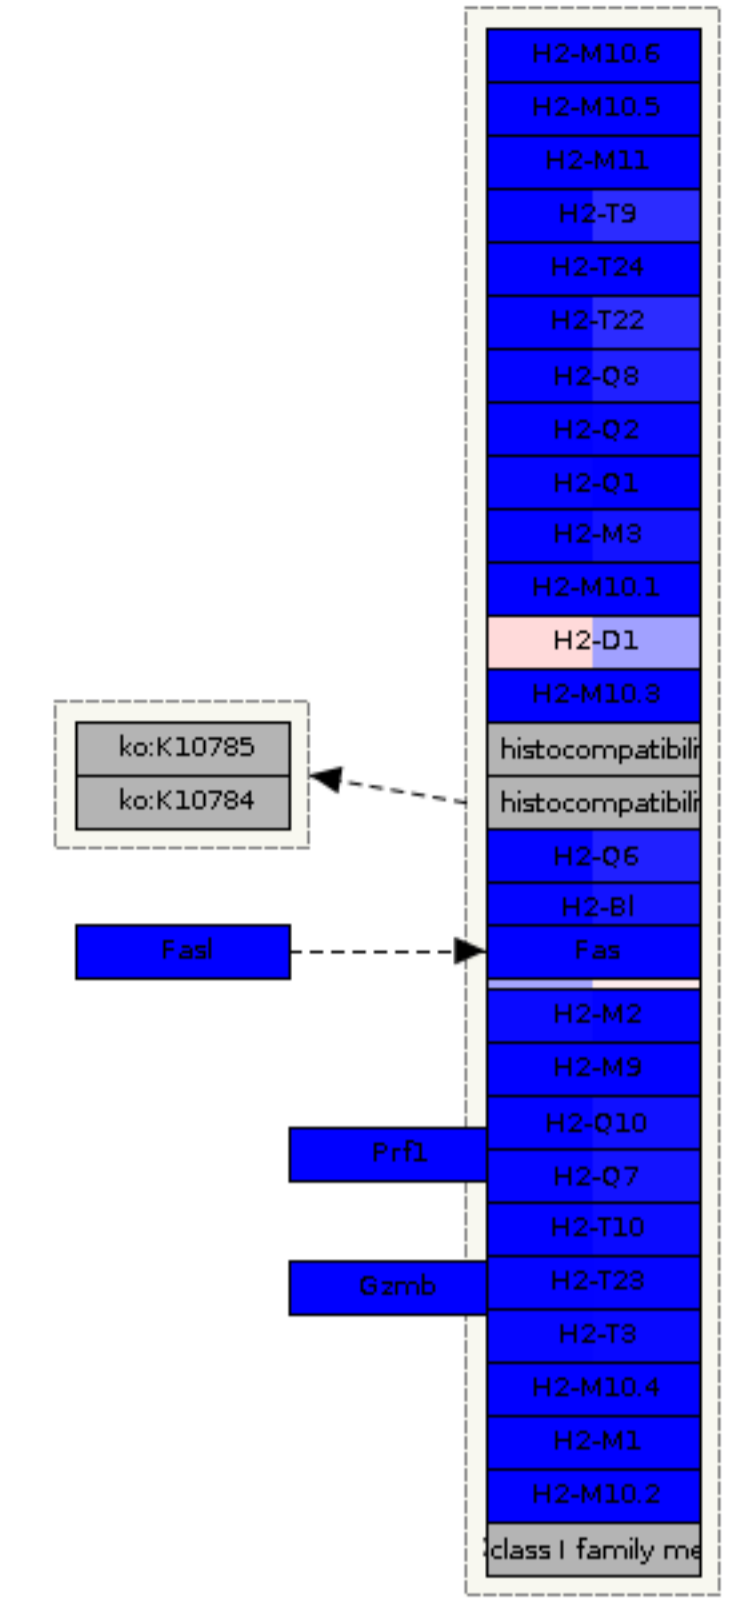 H2-M10.6
H2-M10.5
H2-M11
H2-T9
H2-T24
H2-T22
H2-Q8
H2-Q2
H2-Q1
H2-M3
H2-M10.1
H2-D1
H2-M10.3
ko:K10785
histocompatibili
ko:K10784
histocompatibili
H2-Q6
H2-Bl
Fasl
Fas
H2-M2
H2-M9
H2-Q10
Prf1
H2-Q7
H2-T10
Gzmb
H2-T23
H2-T3
H2-M10.4
H2-M1
H2-M10.2
class I family me